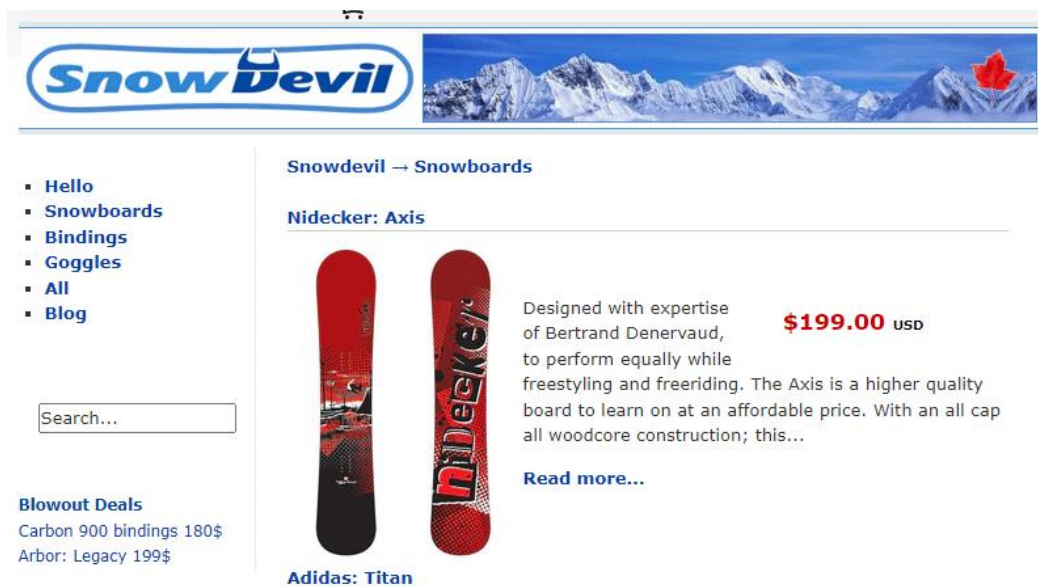 Snow Devil
Snowdevil → Snowboards
Hello
Snowboards
Bindings
Goggles
All
Blog
Search...
Blowout Deals
Carbon 900 bindings 180$
Arbor: Legacy 199$
Nidecker: Axis
niDecker
Designed with expertise
of Bertrand Denervaud,
to perform equally while
freestyling and freeriding. The Axis is a higher quality
board to learn on at an affordable price. With an all cap
all woodcore construction; this...
$199.00 USD
Read more...
Adidas: Titan